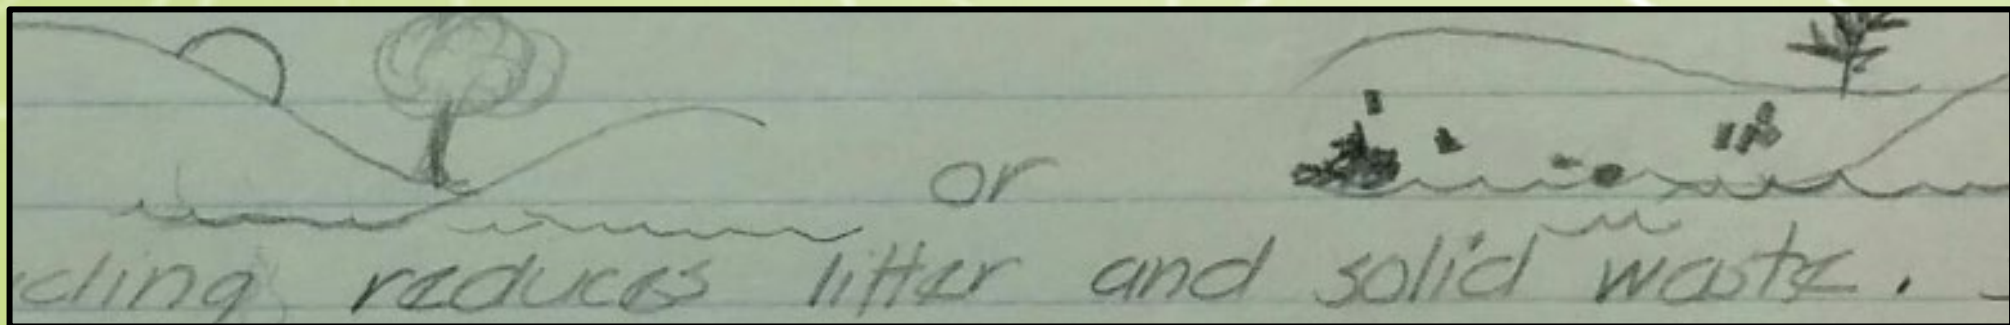 or
cling reduces litter and solid waste.